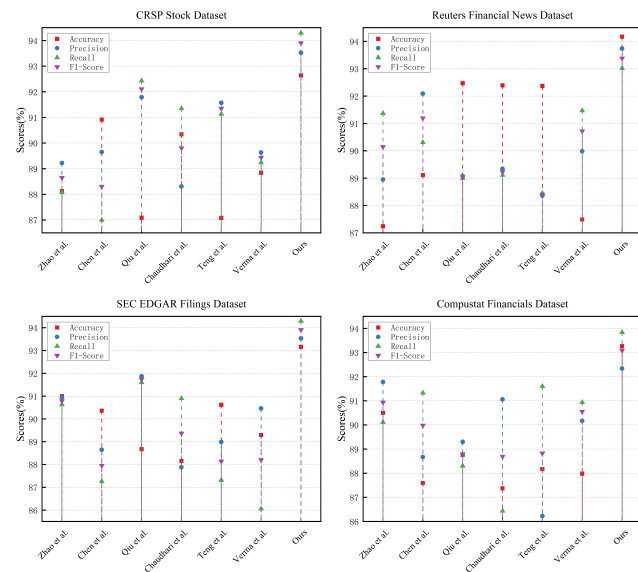 CRSP Stock Dataset
Scores(%)
94
93
92
91
90
89
88
87
Accuracy
Precision
Recall
F1-Score
Zhao et al.
Chen et al.
Qiu et al.
Chaudhari et al.
Teng et al.
Verma et al.
Ours
Reuters Financial News Dataset
Scores(%)
94
93
92
91
90
89
88
87
Accuracy
Precision
Recall
F1-Score
Zhao et al.
Chen et al.
Qiu et al.
Chaudhari et al.
Teng et al.
Verma et al.
Ours
SEC EDGAR Filings Dataset
Scores(%)
94
93
92
91
90
89
88
87
86
Accuracy
Precision
Recall
F1-Score
Zhao et al.
Chen et al.
Qiu et al.
Chaudhari et al.
Teng et al.
Verma et al.
Ours
Compustat Financials Dataset
Scores(%)
94
93
92
91
90
89
88
87
86
Accuracy
Precision
Recall
F1-Score
Zhao et al.
Chen et al.
Qiu et al.
Chaudhari et al.
Teng et al.
Verma et al.
Ours